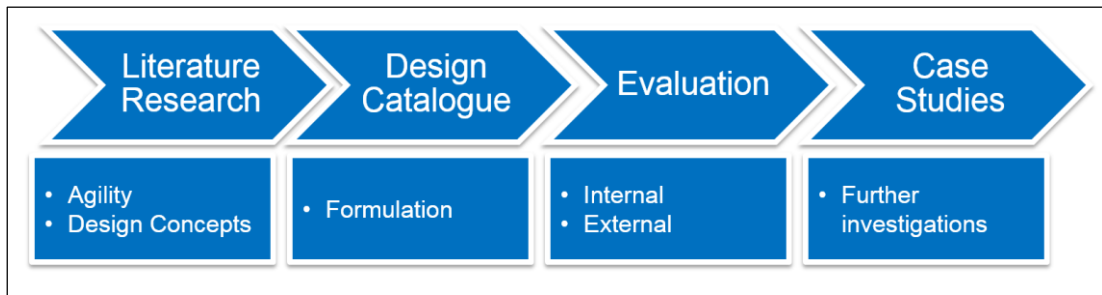 Literature
Research
Design
Catalogue
Evaluation
Case
Studies
• Agility
• Design Concepts
• Formulation
• Internal
• External
• Further
investigations